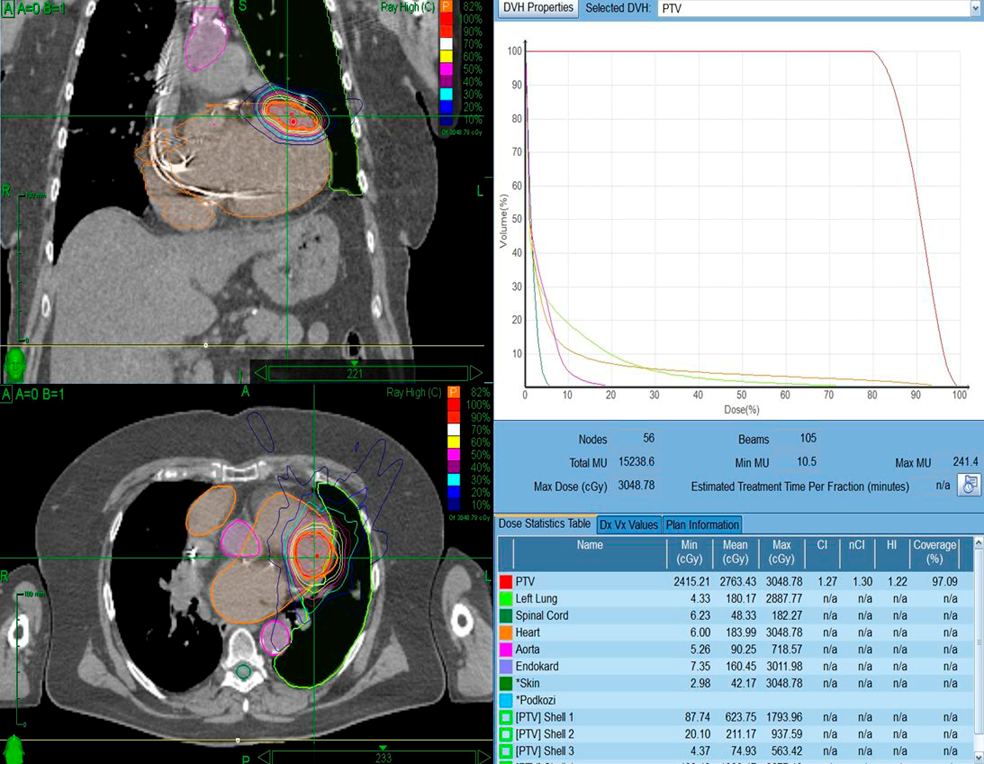 A A=0 B=1
S
Ray High (C)
P 82%
100%
90%
70%
60%
50%
40%
30%
20%
10%
Of 3048.78 cGy
R
L
221
A A=0 B=1
A
Ray High (C)
P 82%
100%
90%
70%
60%
50%
40%
30%
20%
10%
Of 3048.78 cGy
R
L
P
233
DVH Properties Selected DVH: PTV
Volume(%)
100
90
80
70
60
50
40
30
20
10
0 10 20 30 40 50 60 70 80 90 100
Dose(%)
Nodes 56 Beams 105
Total MU 15238.6 Min MU 10.5 Max MU 241.4
Max Dose (cGy) 3048.78 Estimated Treatment Time Per Fraction (minutes) n/a
Dose Statistics Table Dx Vx Values Plan Information
Name Min (cGy) Mean (cGy) Max (cGy) CI nCI HI Coverage (%)
PTV 2415.21 2763.43 3048.78 1.27 1.30 1.22 97.09
Left Lung 4.33 180.17 2887.77 n/a n/a n/a n/a
Spinal Cord 6.23 48.33 182.27 n/a n/a n/a n/a
Heart 6.00 183.99 3048.78 n/a n/a n/a n/a
Aorta 5.26 90.25 718.57 n/a n/a n/a n/a
Endokard 7.35 160.45 3011.98 n/a n/a n/a n/a
*Skin 2.98 42.17 3048.78 n/a n/a n/a n/a
*Podkozi
[PTV] Shell 1 87.74 623.75 1793.96 n/a n/a n/a n/a
[PTV] Shell 2 20.10 211.17 937.59 n/a n/a n/a n/a
[PTV] Shell 3 4.37 74.93 563.42 n/a n/a n/a n/a